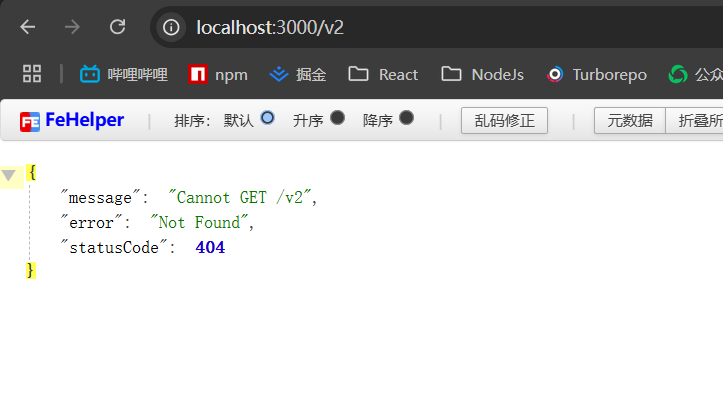 localhost:3000/v2
哔哩哔哩 npm 掘金 React NodeJs Turborepo 公众
FeHelper 排序: 默认 升序 降序 乱码修正 元数据 折叠所
{
"message": "Cannot GET /v2",
"error": "Not Found",
"statusCode": 404
}